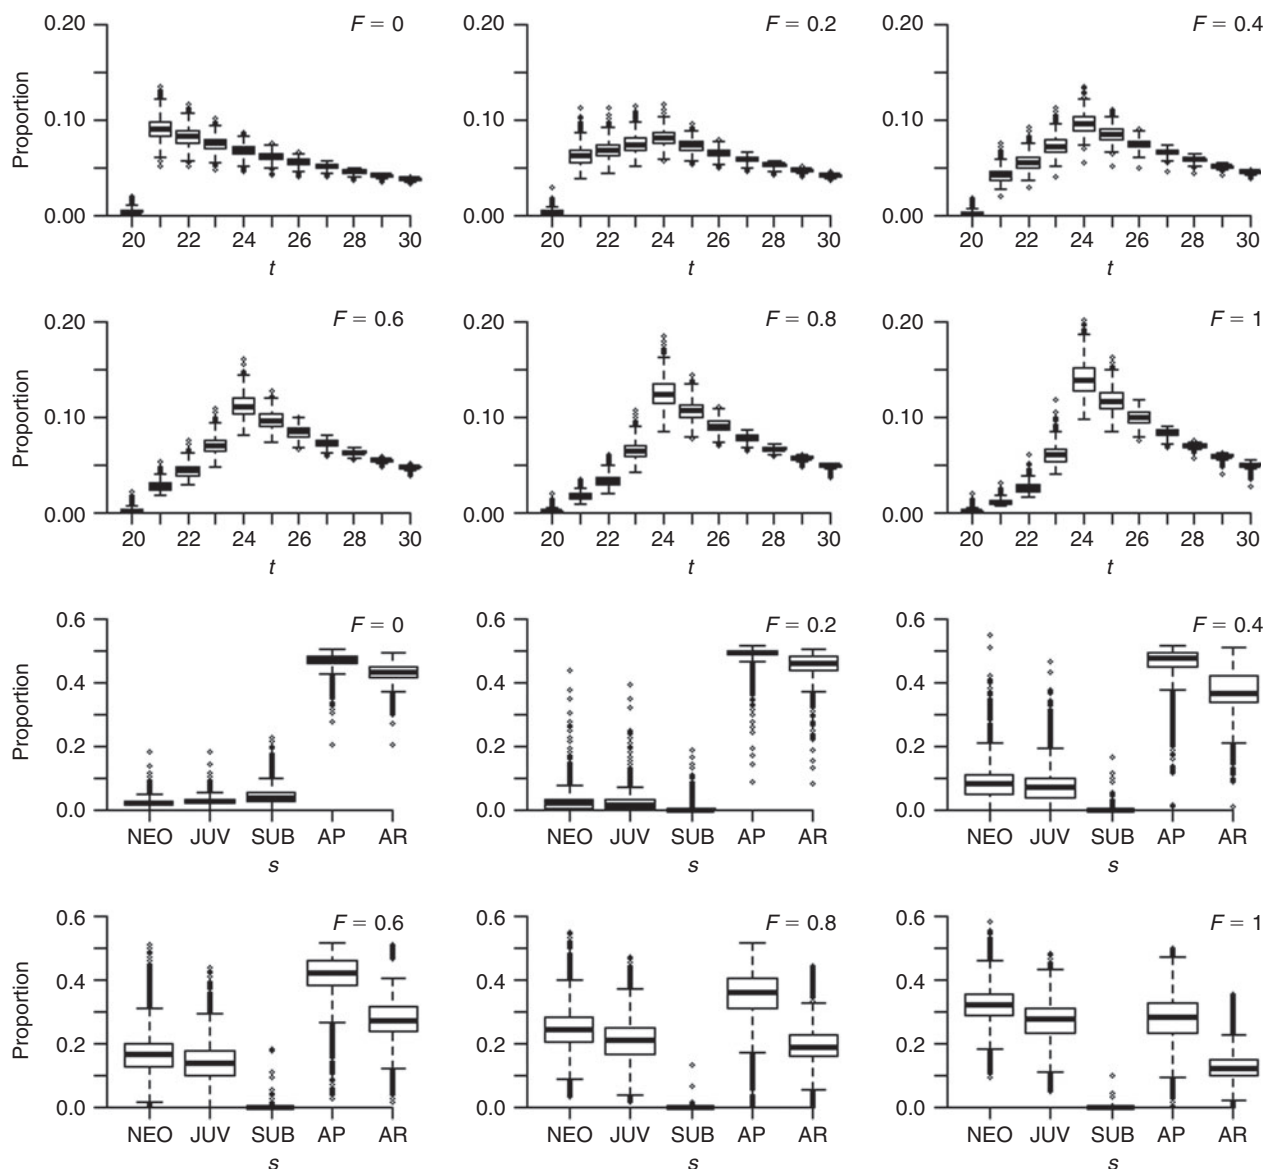 F = 0
F = 0.2
F = 0.4
Proportion
0.20
0.10
0.00
0.20
0.10
0.00
0.20
0.10
0.00
20 22 24 26 28 30
20 22 24 26 28 30
20 22 24 26 28 30
t
t
t
F = 0.6
F = 0.8
F = 1
Proportion
0.20
0.10
0.00
0.20
0.10
0.00
0.20
0.10
0.00
20 22 24 26 28 30
20 22 24 26 28 30
20 22 24 26 28 30
t
t
t
F = 0
F = 0.2
F = 0.4
Proportion
0.6
0.4
0.2
0.0
0.6
0.4
0.2
0.0
0.6
0.4
0.2
0.0
NEO JUV SUB AP AR
NEO JUV SUB AP AR
NEO JUV SUB AP AR
s
s
s
F = 0.6
F = 0.8
F = 1
Proportion
0.6
0.4
0.2
0.0
0.6
0.4
0.2
0.0
0.6
0.4
0.2
0.0
NEO JUV SUB AP AR
NEO JUV SUB AP AR
NEO JUV SUB AP AR
s
s
s